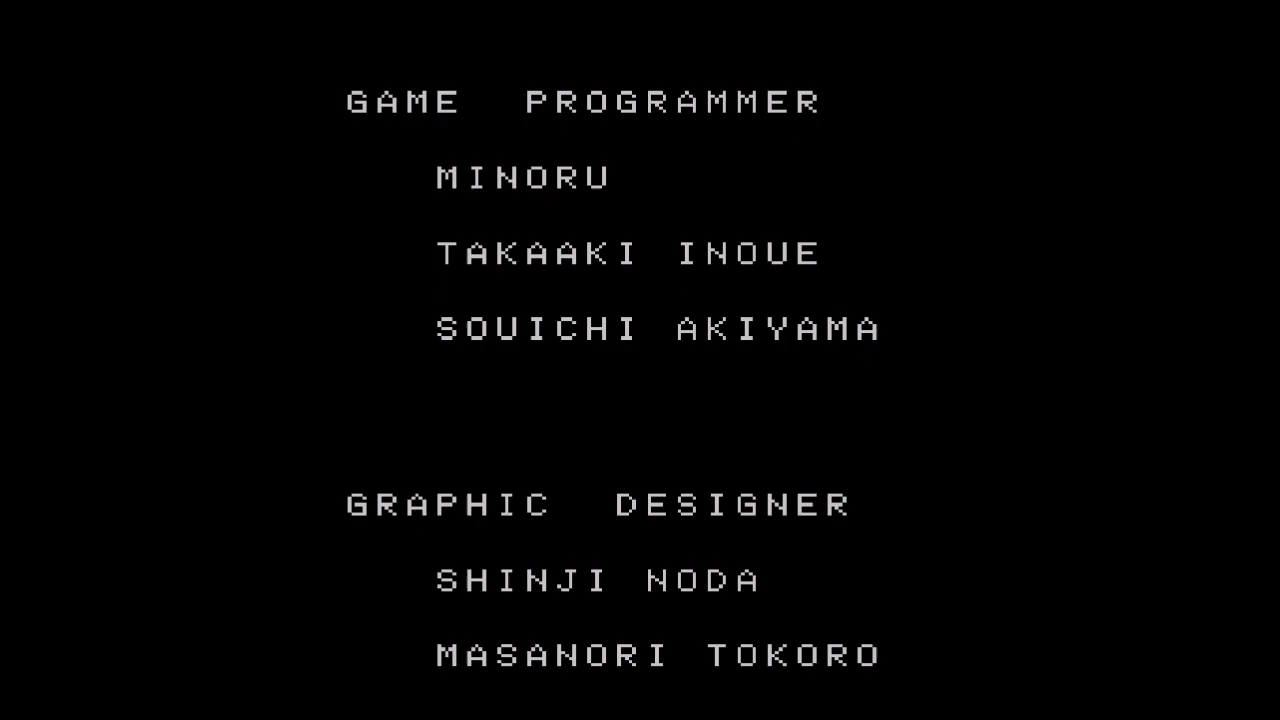 GAME PROGRAMMER
MINORU
TAKAAKI INOUE
SOUICHI AKIYAMA
GRAPHIC DESIGNER
SHINJI NODA
MASANORI TOKORO